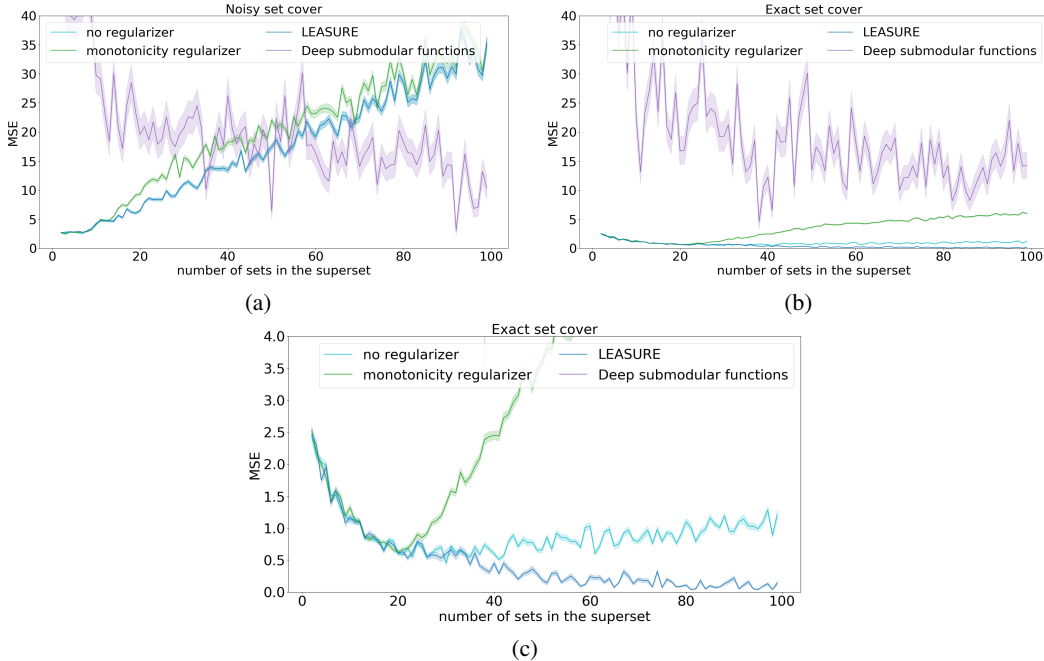 Noisy set cover
no regularizer
monotonicity regularizer
LEASURE
Deep submodular functions
MSE
40
35
30
25
20
15
10
5
0
0 20 40 60 80 100
number of sets in the superset
(a)
Exact set cover
no regularizer
monotonicity regularizer
LEASURE
Deep submodular functions
MSE
40
35
30
25
20
15
10
5
0
0 20 40 60 80 100
number of sets in the superset
(b)
Exact set cover
no regularizer
monotonicity regularizer
LEASURE
Deep submodular functions
MSE
4.0
3.5
3.0
2.5
2.0
1.5
1.0
0.5
0.0
0 20 40 60 80 100
number of sets in the superset
(c)